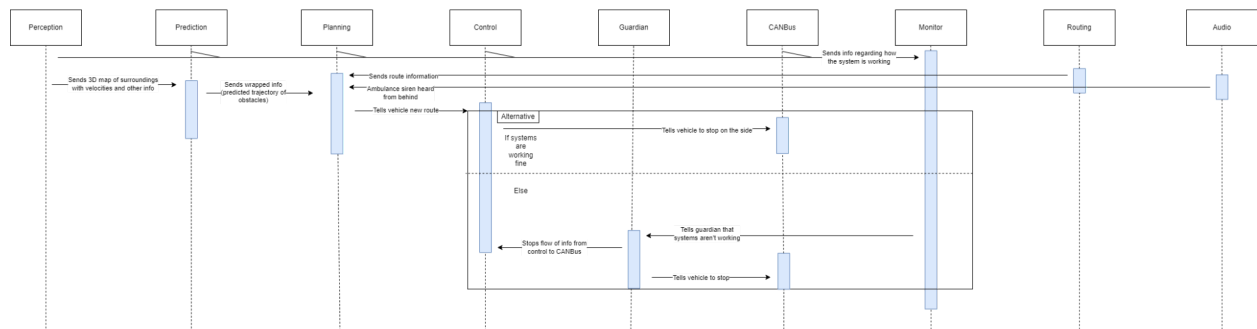 Perception
Prediction
Planning
Control
Guardian
CANBus
Monitor
Routing
Audio
Sends info regarding how
the system is working
Sends 3D map of surroundings
with velocities and other info
Sends wrapped info
(predicted trajectory of
obstacles)
Sends route information
Ambulance siren heard
from behind
Tells vehicle new route
Alternative
If systems
are
working
fine
Tells vehicle to stop on the side
Else
Tells guardian that
systems aren't working
Stops flow of info from
control to CANBus
Tells vehicle to stop